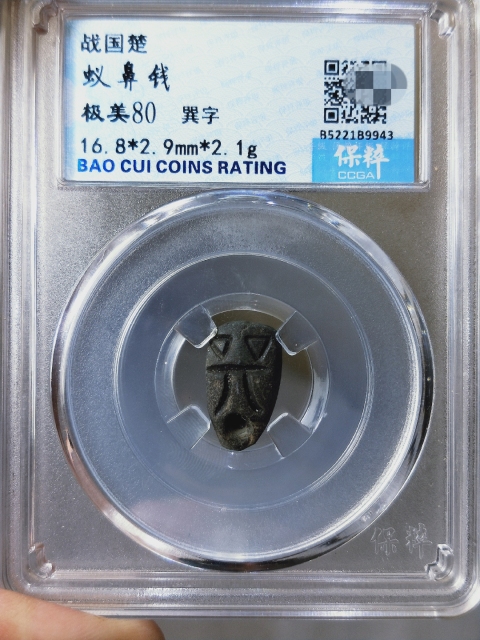 战国楚
蚁鼻钱
极美80 巽字
16.8*2.9mm*2.1g
BAO CUI COINS RATING
B5221B9943
保粹
CCGA
保粹